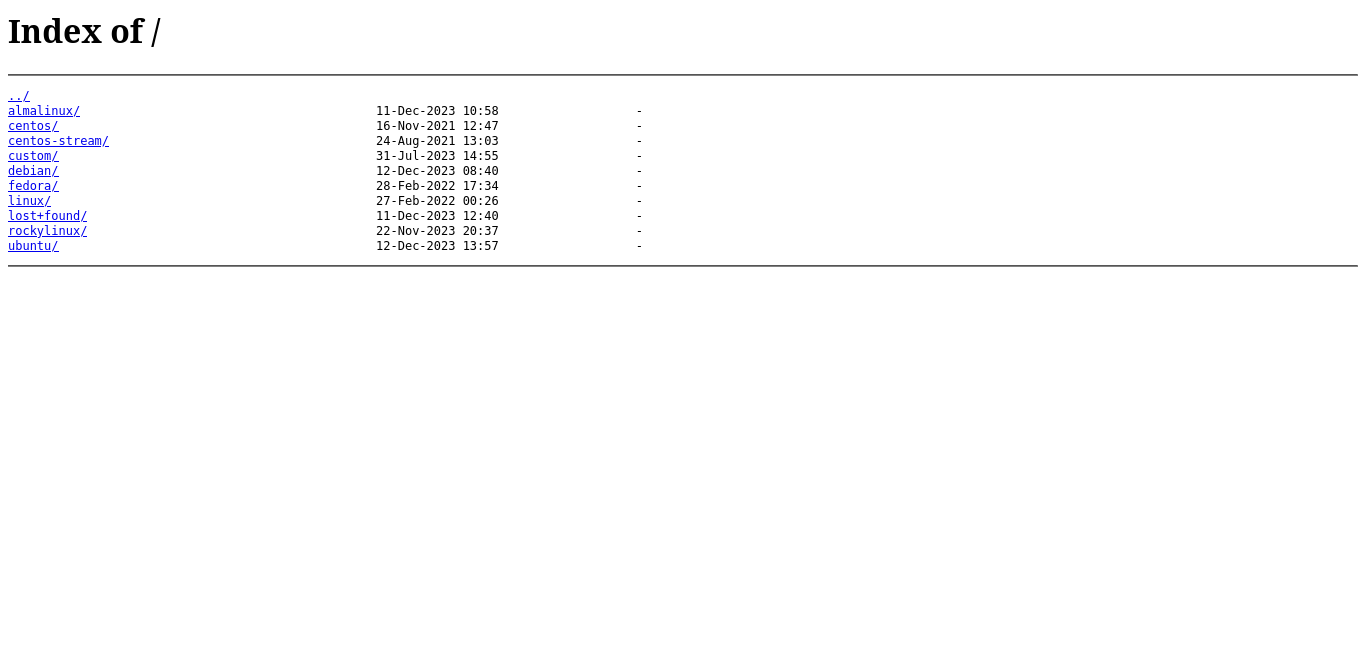 Index of /
../
almalinux/ 11-Dec-2023 10:58 -
centos/ 16-Nov-2021 12:47 -
centos-stream/ 24-Aug-2021 13:03 -
custom/ 31-Jul-2023 14:55 -
debian/ 12-Dec-2023 08:40 -
fedora/ 28-Feb-2022 17:34 -
linux/ 27-Feb-2022 00:26 -
lost+found/ 11-Dec-2023 12:40 -
rockylinux/ 22-Nov-2023 20:37 -
ubuntu/ 12-Dec-2023 13:57 -